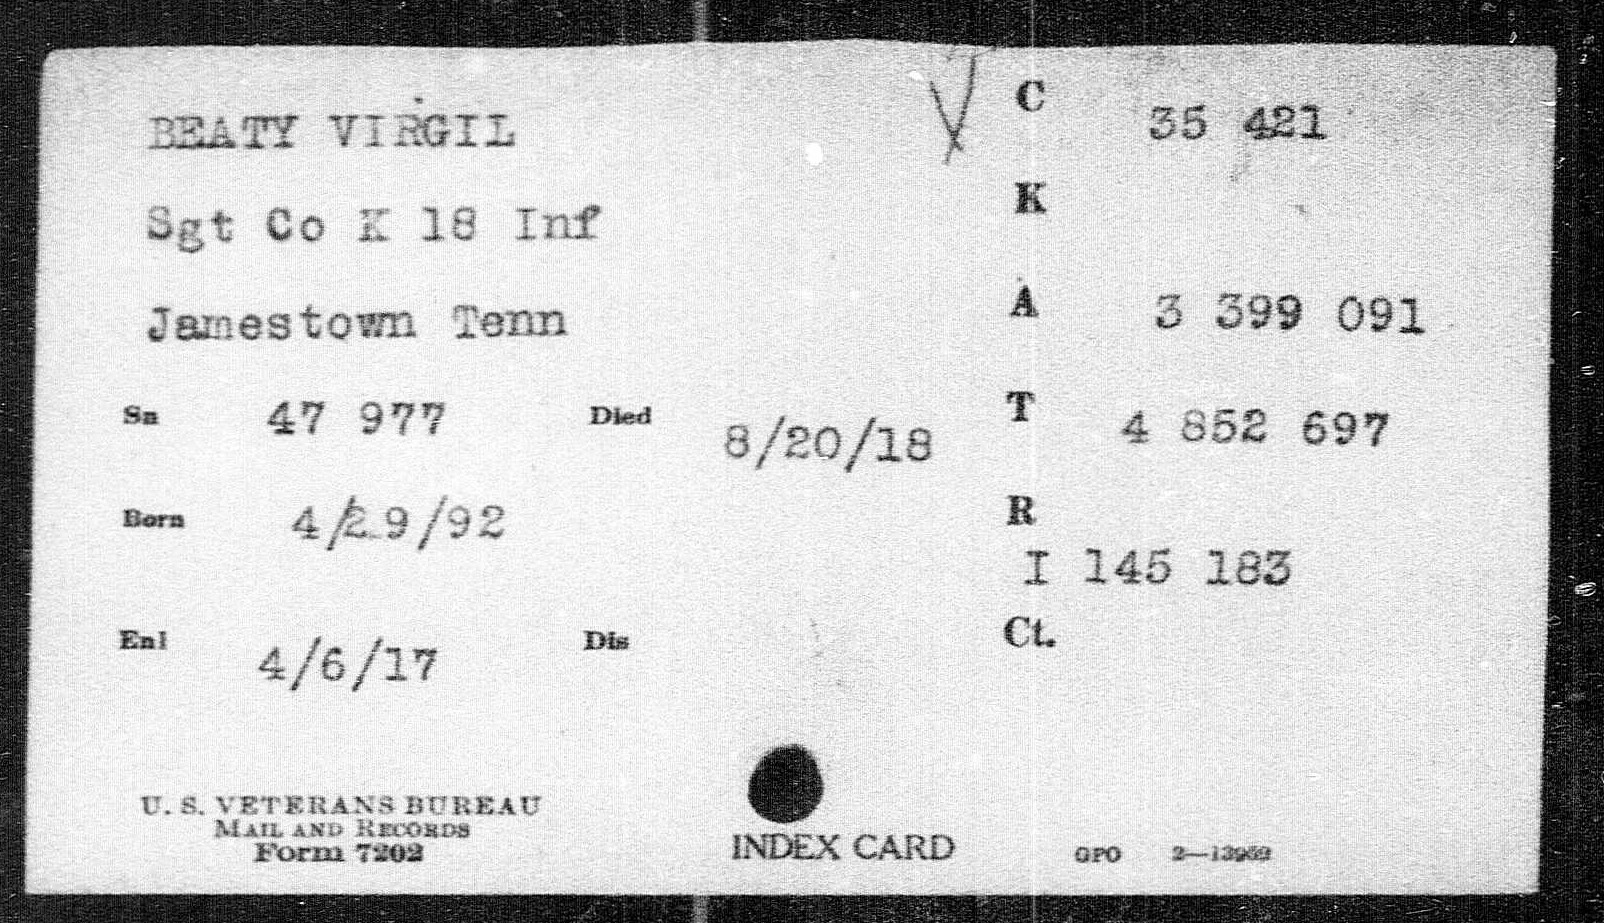 BEATY VIRGIL
Sgt Co K 18 Inf
Jamestown Tenn
Sn 47 977 Died 8/20/18
Born 4/29/92
Enl 4/6/17 Dis
C 35 421
K
A 3 399 091
T 4 852 697
R
I 145 183
Ct.
U. S. VETERANS BUREAU
MAIL AND RECORDS
Form 7202
INDEX CARD
GPO